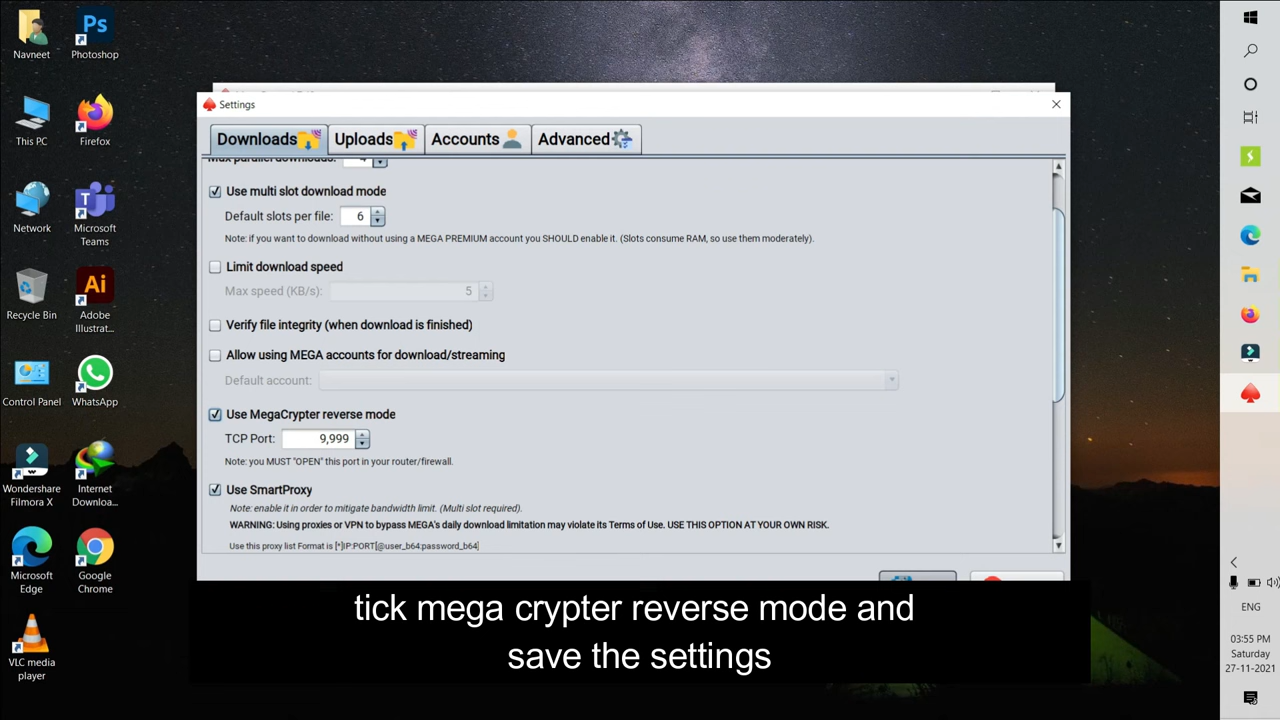 Navneet
Photoshop
This PC
Firefox
Network
Microsoft
Teams
Recycle Bin
Adobe
Illustrat...
Control Panel
WhatsApp
Wondershare
Filmora X
Internet
Downloa...
Microsoft
Edge
Google
Chrome
VLC media
player
Ps
Ai
Settings
Downloads
Uploads
Accounts
Advanced
Max parallel downloads: 4
Use multi slot download mode
Default slots per file: 6
Note: if you want to download without using a MEGA PREMIUM account you SHOULD enable it. (Slots consume RAM, so use them moderately).
Limit download speed
Max speed (KB/s): 5
Verify file integrity (when download is finished)
Allow using MEGA accounts for download/streaming
Default account:
Use MegaCrypter reverse mode
TCP Port: 9,999
Note: you MUST "OPEN" this port in your router/firewall.
Use SmartProxy
Note: enable it in order to mitigate bandwidth limit. (Multi slot required).
WARNING: Using proxies or VPN to bypass MEGA's daily download limitation may violate its Terms of Use. USE THIS OPTION AT YOUR OWN RISK.
Use this proxy list Format is [*]IP:PORT[@user_b64:password_b64]
tick mega crypter reverse mode and
save the settings
ENG
03:55 PM
Saturday
27-11-2021